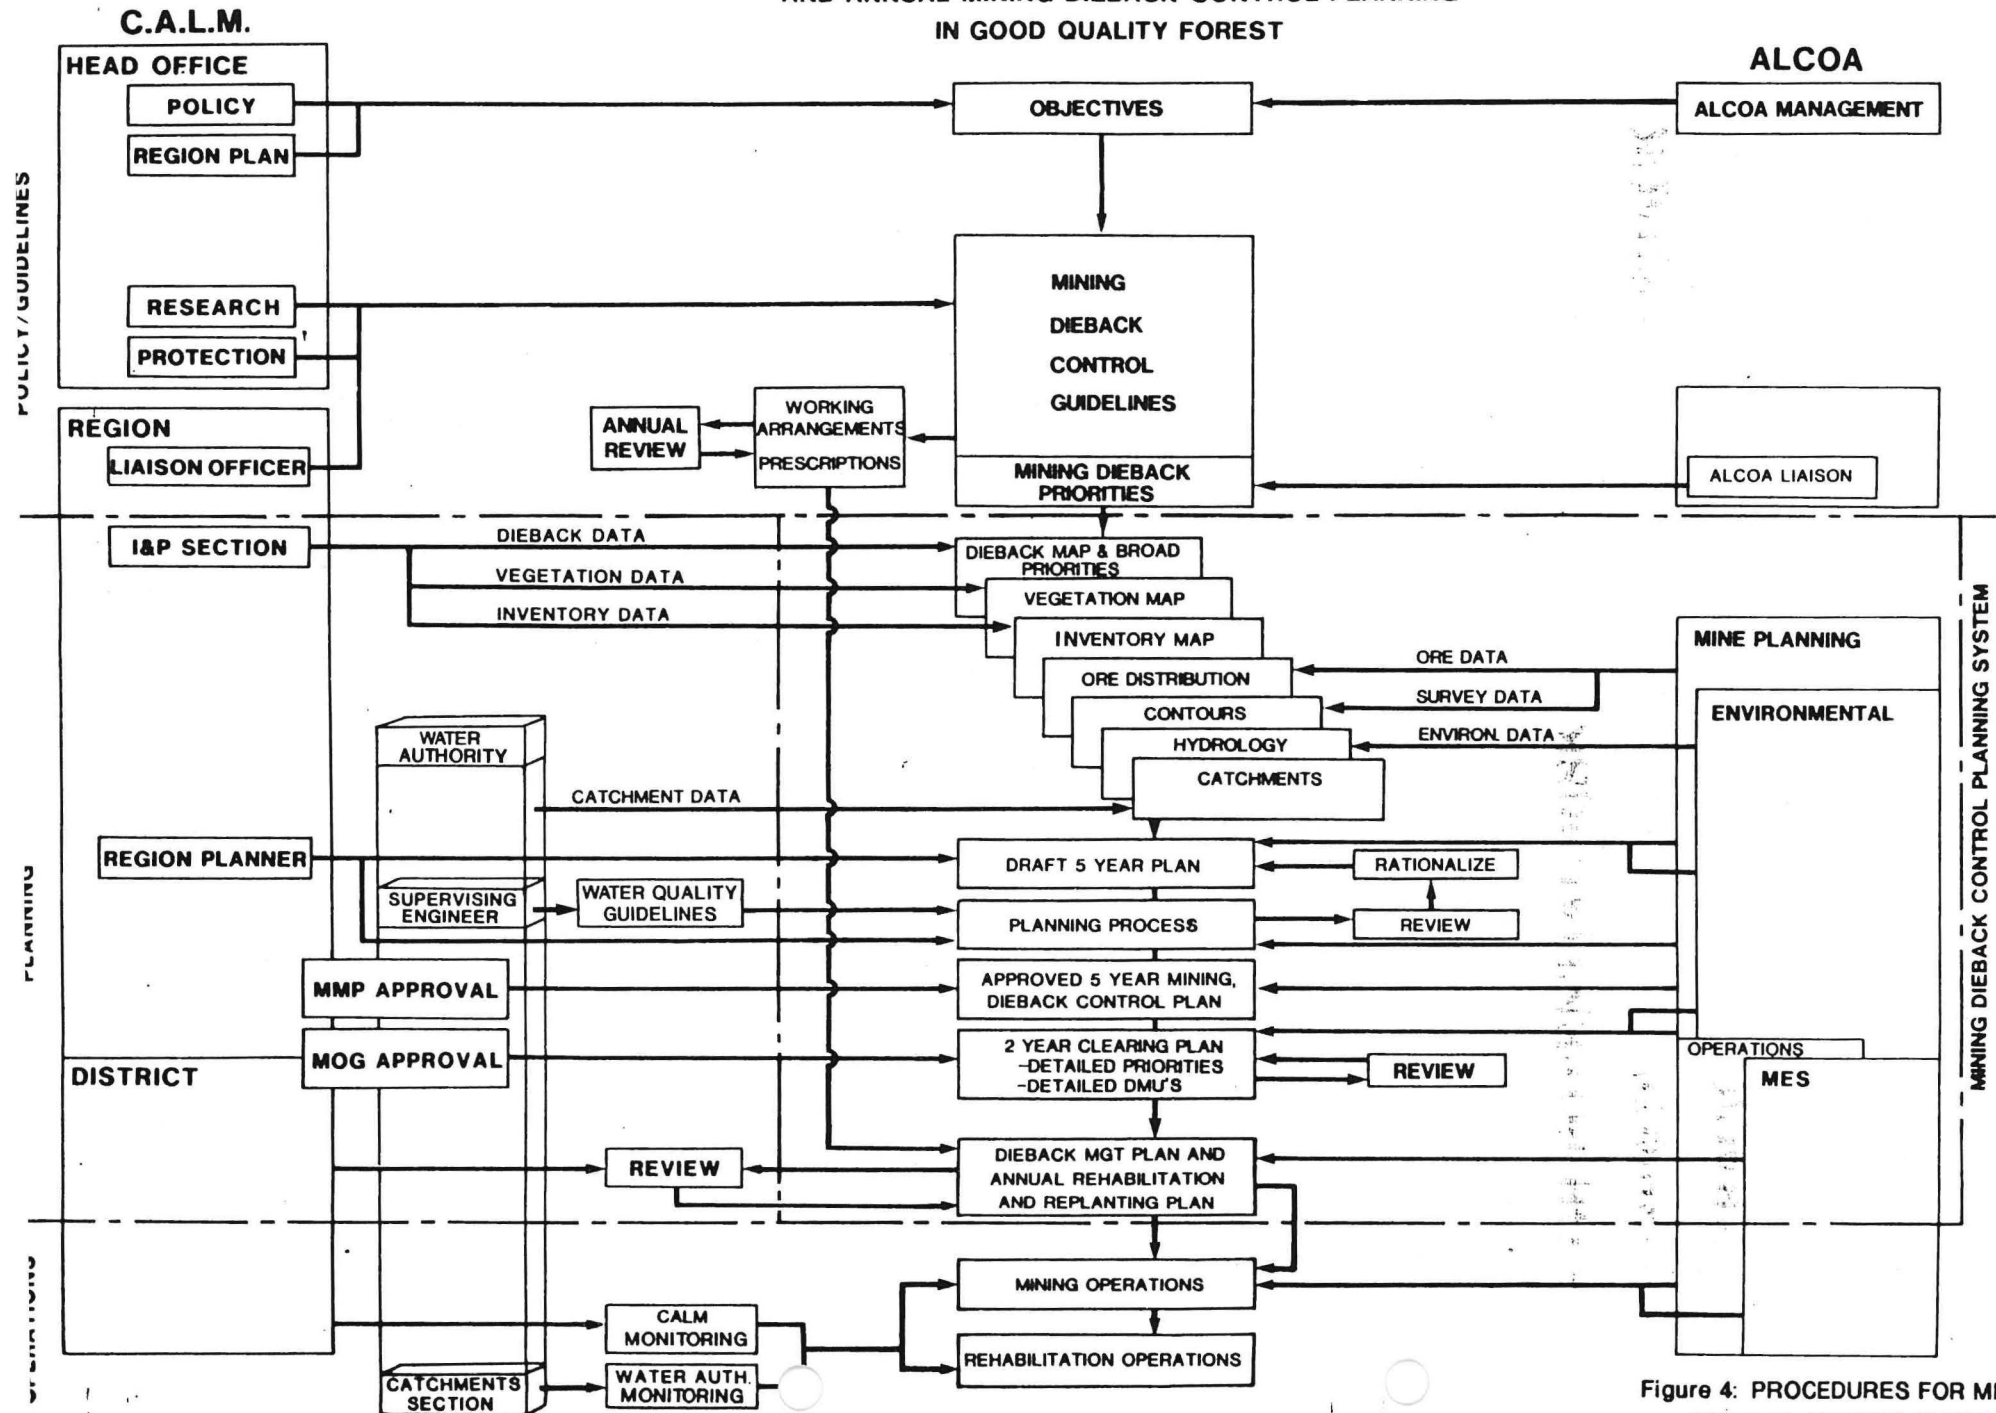 C.A.L.M.
IN GOOD QUALITY FOREST
ALCOA
HEAD OFFICE
POLICY
REGION PLAN
OBJECTIVES
ALCOA MANAGEMENT
POLICY/GUIDELINES
RESEARCH
PROTECTION
MINING
DIEBACK
CONTROL
GUIDELINES
MINING DIEBACK
PRIORITIES
WORKING
ARRANGEMENTS
PRESCRIPTIONS
ANNUAL
REVIEW
REGION
LIAISON OFFICER
ALCOA LIAISON
I&P SECTION
DIEBACK DATA
VEGETATION DATA
INVENTORY DATA
DIEBACK MAP & BROAD
PRIORITIES
VEGETATION MAP
INVENTORY MAP
ORE DISTRIBUTION
CONTOURS
HYDROLOGY
CATCHMENTS
ORE DATA
SURVEY DATA
ENVIRON. DATA
MINE PLANNING
ENVIRONMENTAL
MINING DIEBACK CONTROL PLANNING SYSTEM
WATER
AUTHORITY
CATCHMENT DATA
PLANNING
REGION PLANNER
DRAFT 5 YEAR PLAN
RATIONALIZE
SUPERVISING
ENGINEER
WATER QUALITY
GUIDELINES
PLANNING PROCESS
REVIEW
MMP APPROVAL
APPROVED 5 YEAR MINING,
DIEBACK CONTROL PLAN
MOG APPROVAL
2 YEAR CLEARING PLAN
-DETAILED PRIORITIES
-DETAILED DMU'S
REVIEW
OPERATIONS
MES
DISTRICT
REVIEW
DIEBACK MGT PLAN AND
ANNUAL REHABILITATION
AND REPLANTING PLAN
MINING OPERATIONS
CALM
MONITORING
REHABILITATION OPERATIONS
CATCHMENTS
SECTION
WATER AUTH.
MONITORING
Figure 4: PROCEDURES FOR